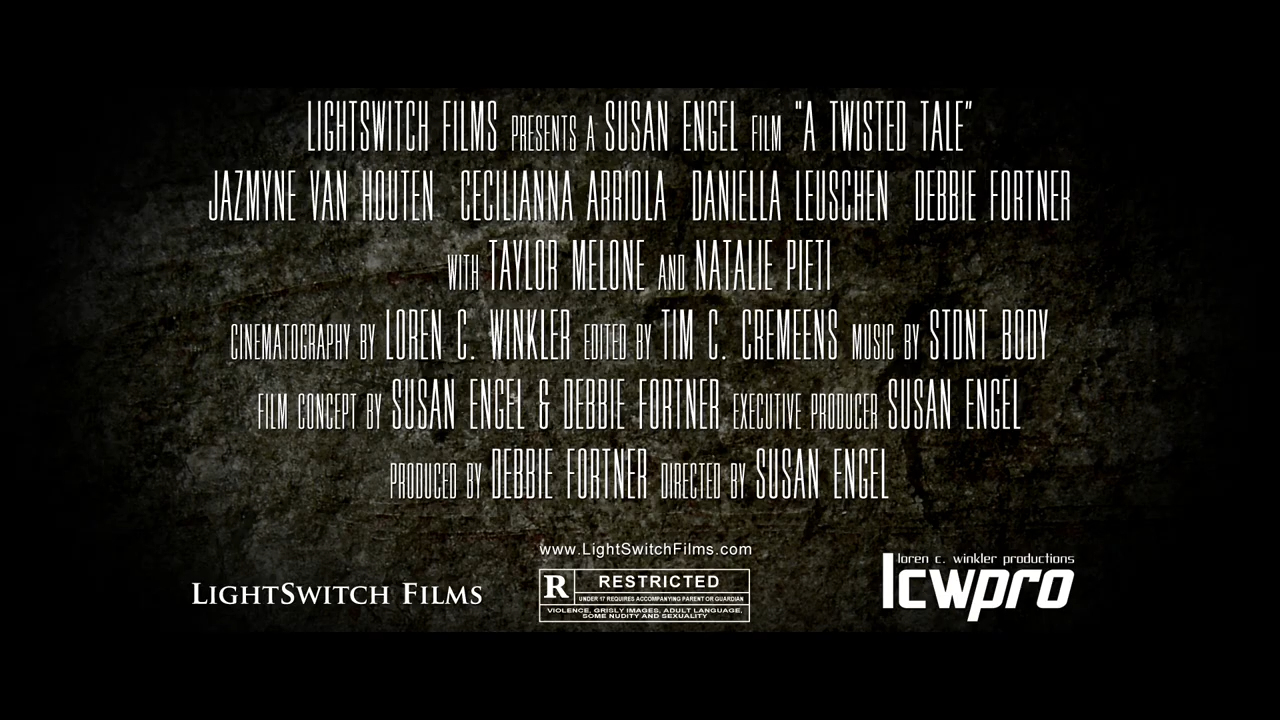 LIGHTSWITCH FILMS PRESENTS A SUSAN ENGEL FILM "A TWISTED TALE"
JAZMYNE VAN HOUTEN CECILIANNA ARRIOLA DANIELLA LEUSCHEN DEBBIE FORTNER
WITH TAYLOR MELONE AND NATALIE PIETI
CINEMATOGRAPHY BY LOREN C. WINKLER EDITED BY TIM C. CREMEENS MUSIC BY STDNT BODY
FILM CONCEPT BY SUSAN ENGEL & DEBBIE FORTNER EXECUTIVE PRODUCER SUSAN ENGEL
PRODUCED BY DEBBIE FORTNER DIRECTED BY SUSAN ENGEL
www.LightSwitchFilms.com
LIGHTSWITCH FILMS
R RESTRICTED
UNDER 17 REQUIRES ACCOMPANYING PARENT OR GUARDIAN
VIOLENCE, GRISLY IMAGES, ADULT LANGUAGE,
SOME NUDITY AND SEXUALITY
loren c. winkler productions
lcwpro